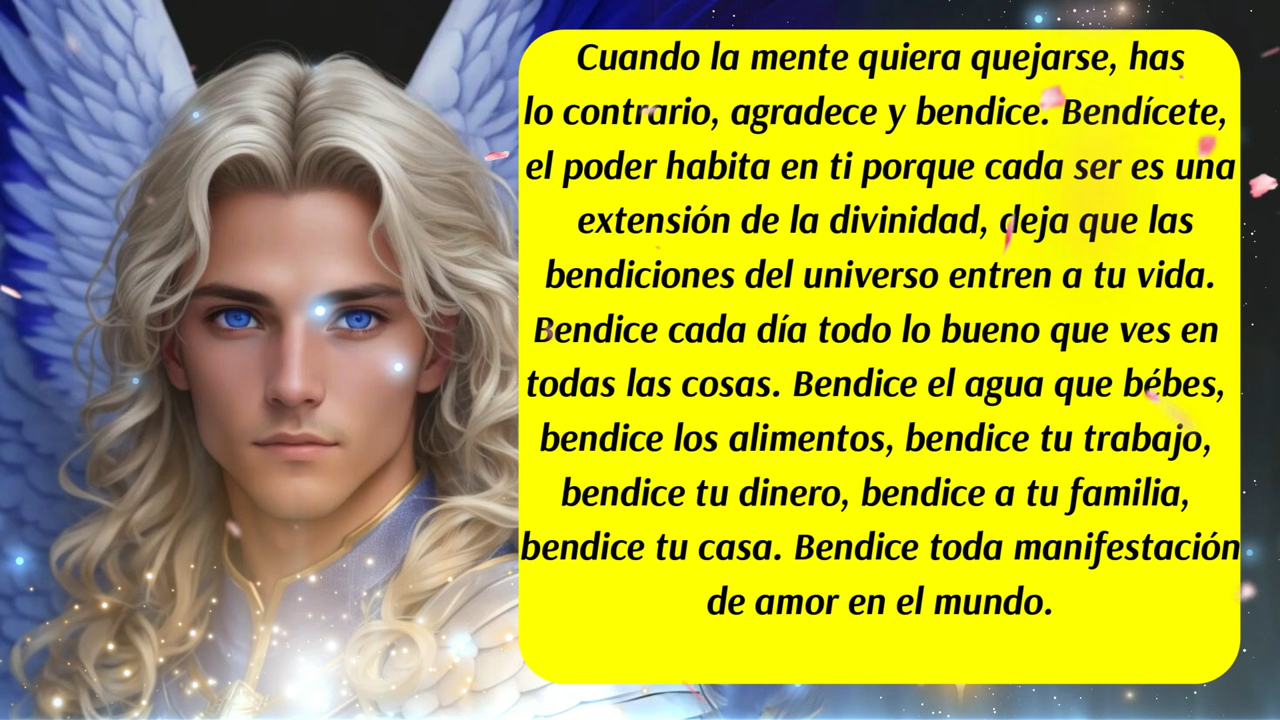 Cuando la mente quiera quejarse, has
lo contrario, agradece y bendice. Bendícete,
el poder habita en ti porque cada ser es una
extensión de la divinidad, deja que las
bendiciones del universo entren a tu vida.
Bendice cada día todo lo bueno que ves en
todas las cosas. Bendice el agua que bébes,
bendice los alimentos, bendice tu trabajo,
bendice tu dinero, bendice a tu familia,
bendice tu casa. Bendice toda manifestación
de amor en el mundo.